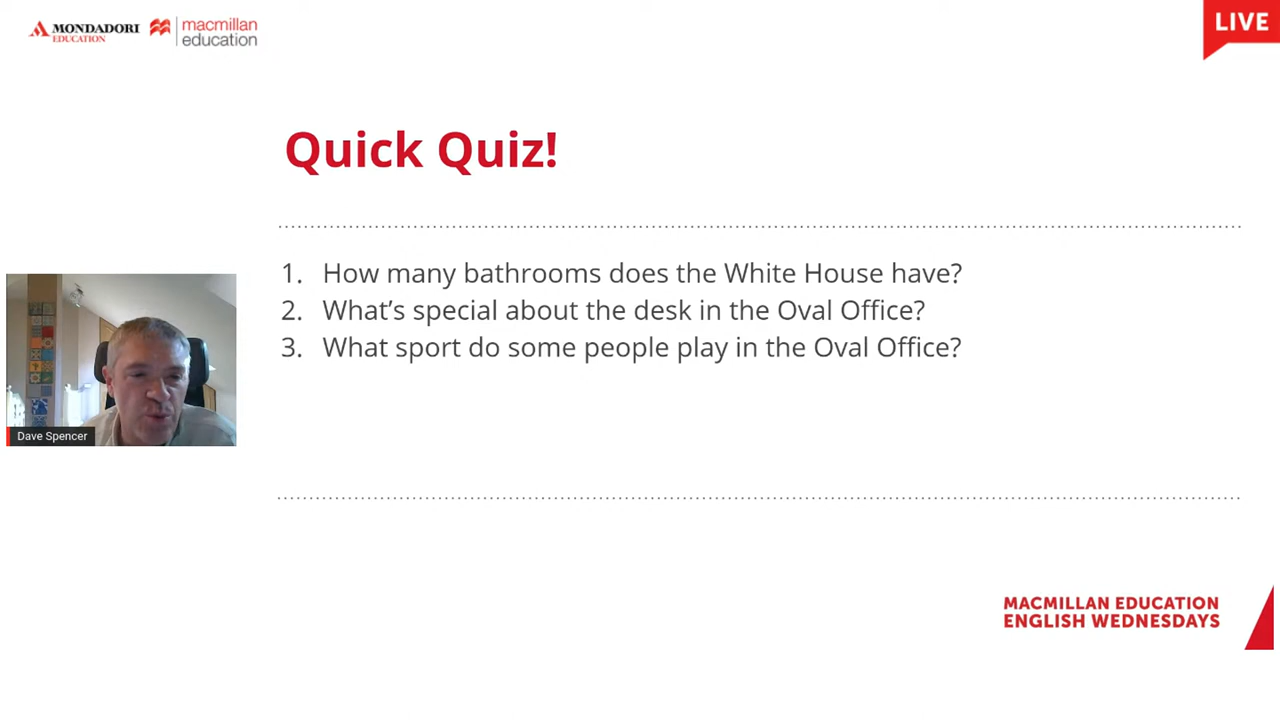 MONDADORI
EDUCATION
macmillan
education
LIVE
Quick Quiz!
1. How many bathrooms does the White House have?
2. What’s special about the desk in the Oval Office?
3. What sport do some people play in the Oval Office?
Dave Spencer
MACMILLAN EDUCATION
ENGLISH WEDNESDAYS